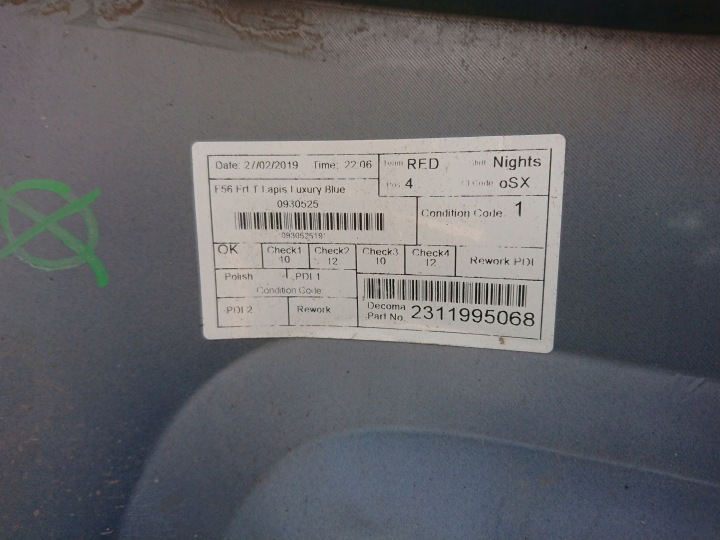 Date: 27/02/2019 Time: 22:06
Team RED Shift Nights
Pos 4 Cl Code oSX
F56 Frt T Lapis Luxury Blue
0930525
Condition Code 1
OK
Check1 10
Check2 12
Check3 10
Check4 12
Rework PDI
Polish
PDI 1
Condition Code
PDI 2
Rework
Decoma Part No. 2311995068